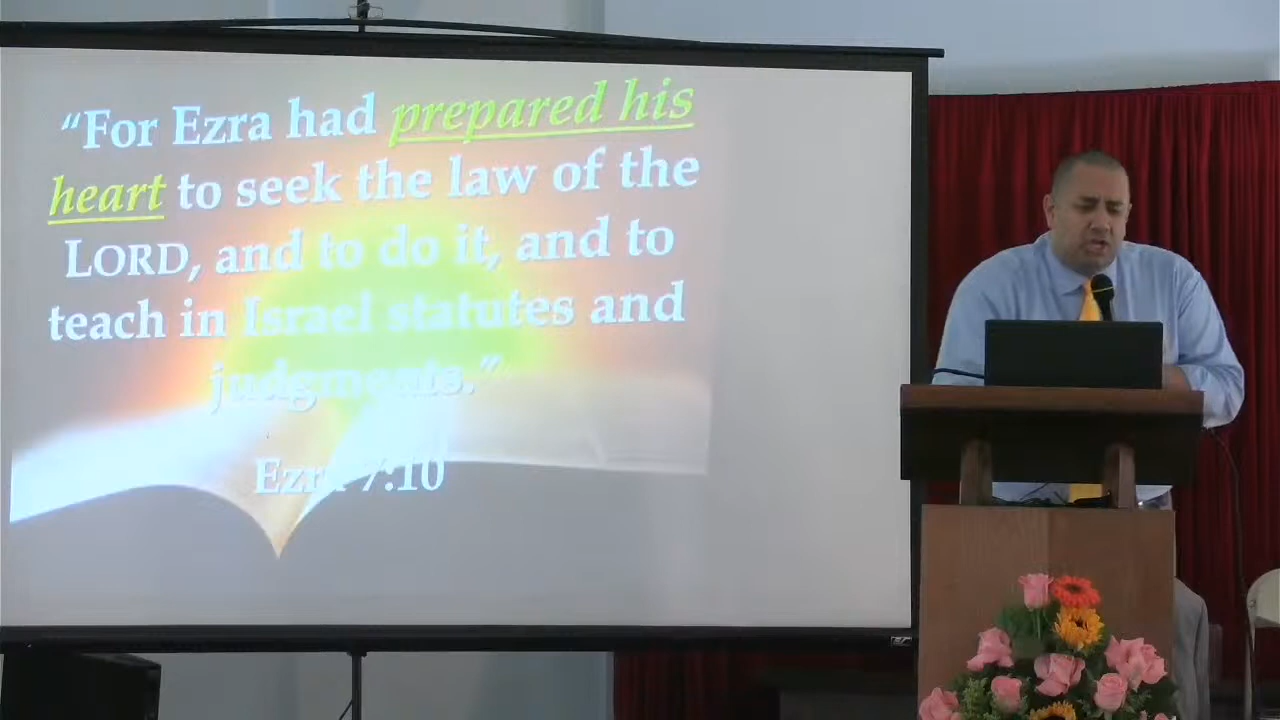 “For Ezra had prepared his
heart to seek the law of the
LORD, and to do it, and to
teach in Israel statutes and
judgments.”
Ezra 7:10